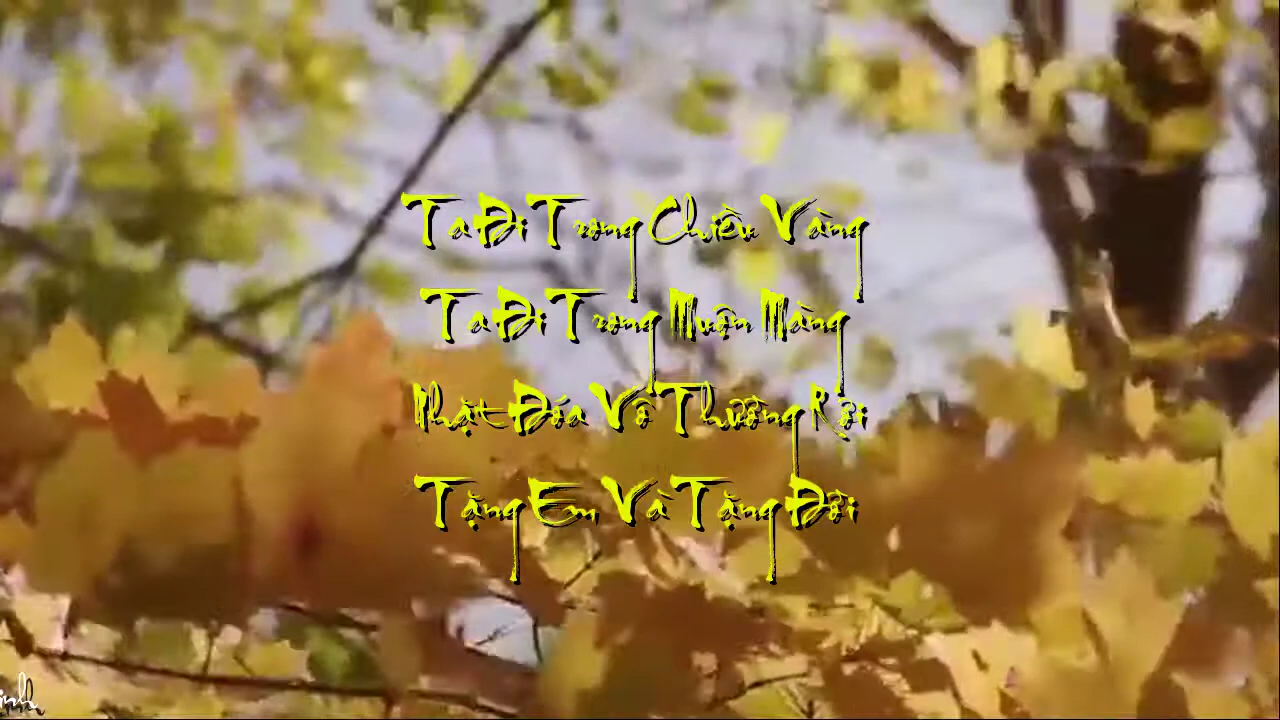 Ta Đi Trong Chiều Vàng
Ta Đi Trong Muộn Màng
Nhặt Đóa Vô Thường Rơi
Tặng Em Và Tặng Đời